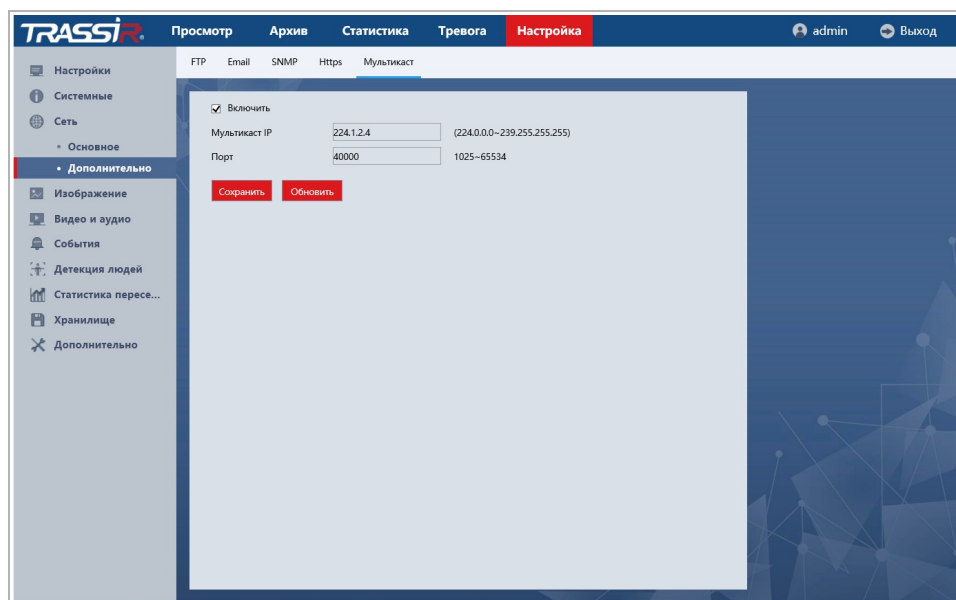 TRASSIR® Просмотр Архив Статистика Тревога Настройка admin Выход
FTP Email SNMP Https Мультикаст
Настройки
Системные
Сеть
Основное
Дополнительно
Изображение
Видео и аудио
События
Детекция людей
Статистика пересе...
Хранилище
Дополнительно
Включить
Мультикаст IP 224.1.2.4 (224.0.0.0~239.255.255.255)
Порт 40000 1025~65534
Сохранить Обновить